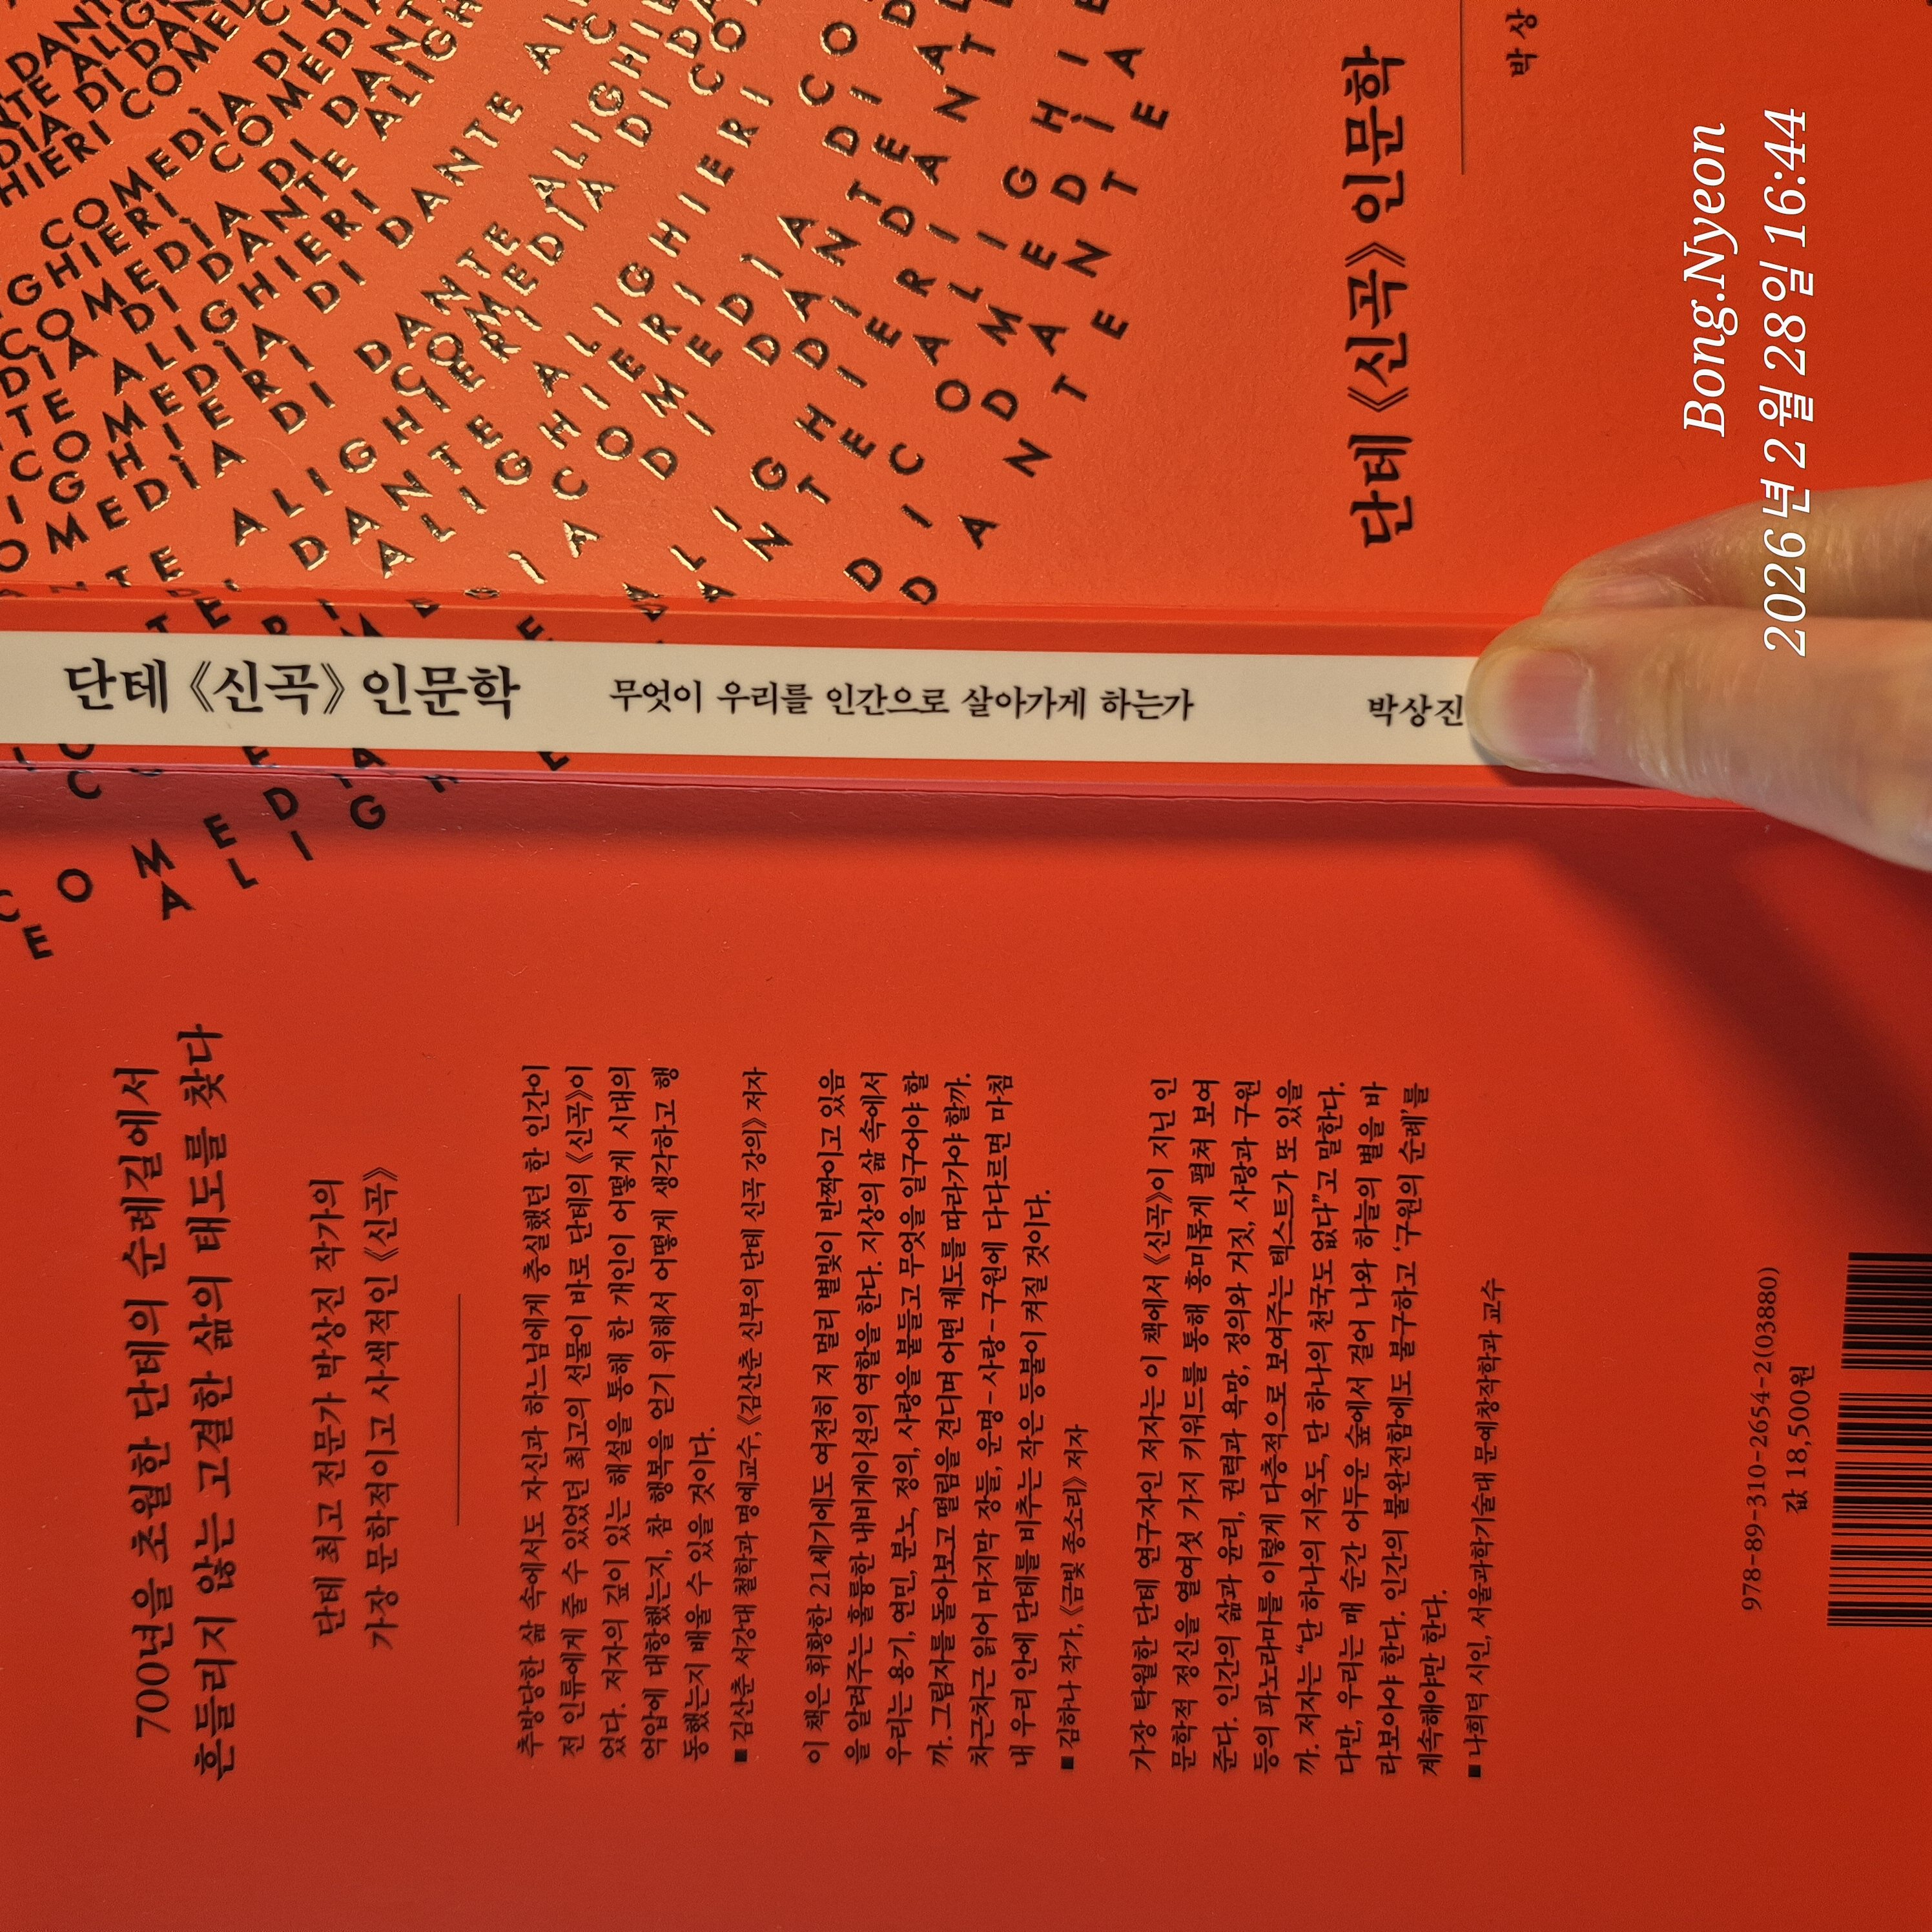 단테 《신곡》 인문학
박상
Bong.Nyeon
2026년 2월 28일 16:44
단테 《신곡》 인문학 무엇이 우리를 인간으로 살아가게 하는가 박상진
700년을 초월한 단테의 순례길에서
흔들리지 않는 고결한 삶의 태도를 찾다
단테 최고 전문가 박상진 작가의
가장 문학적이고 사색적인 《신곡》
추방당한 삶 속에서도 자신과 하느님에게 충실했던 한 인간이
전 인류에게 줄 수 있었던 최고의 선물이 바로 단테의 《신곡》이
었다. 저자의 깊이 있는 해설을 통해 한 개인이 어떻게 시대의
억압에 대항했는지, 참 행복을 얻기 위해서 어떻게 생각하고 행
동했는지 배울 수 있을 것이다.
■ 김산춘 서강대 철학과 명예교수, 《김산춘 신부의 단테 신곡 강의》 저자
이 책은 휘황한 21세기에도 여전히 저 멀리 별빛이 반짝이고 있음
을 알려주는 훌륭한 내비게이션의 역할을 한다. 지상의 삶 속에서
우리는 용기, 연민, 분노, 정의, 사랑을 붙들고 무엇을 일구어야 할
까. 그림자를 돌아보고 떨림을 견디며 어떤 궤도를 따라가야 할까.
차근차근 읽어 마지막 장들, 운명-사랑-구원에 다다르면 마침
내 우리 안에 단테를 비추는 작은 등불이 켜질 것이다.
■ 김하나 작가, 《금빛 종소리》 저자
가장 탁월한 단테 연구자인 저자는 이 책에서 《신곡》이 지닌 인
문학적 정신을 열여섯 가지 키워드를 통해 흥미롭게 펼쳐 보여
준다. 인간의 삶과 윤리, 권력과 욕망, 정의와 거짓, 사랑과 구원
등의 파노라마를 이렇게 다층적으로 보여주는 텍스트가 또 있을
까. 저자는 “단 하나의 지옥도, 단 하나의 천국도 없다”고 말한다.
다만, 우리는 매 순간 어두운 숲에서 걸어 나와 하늘의 별을 바
라보아야 한다. 인간의 불완전함에도 불구하고 ‘구원의 순례’를
계속해야만 한다.
■ 나희덕 시인, 서울과학기술대 문예창작학과 교수
978-89-310-2654-2(03880)
값 18,500원